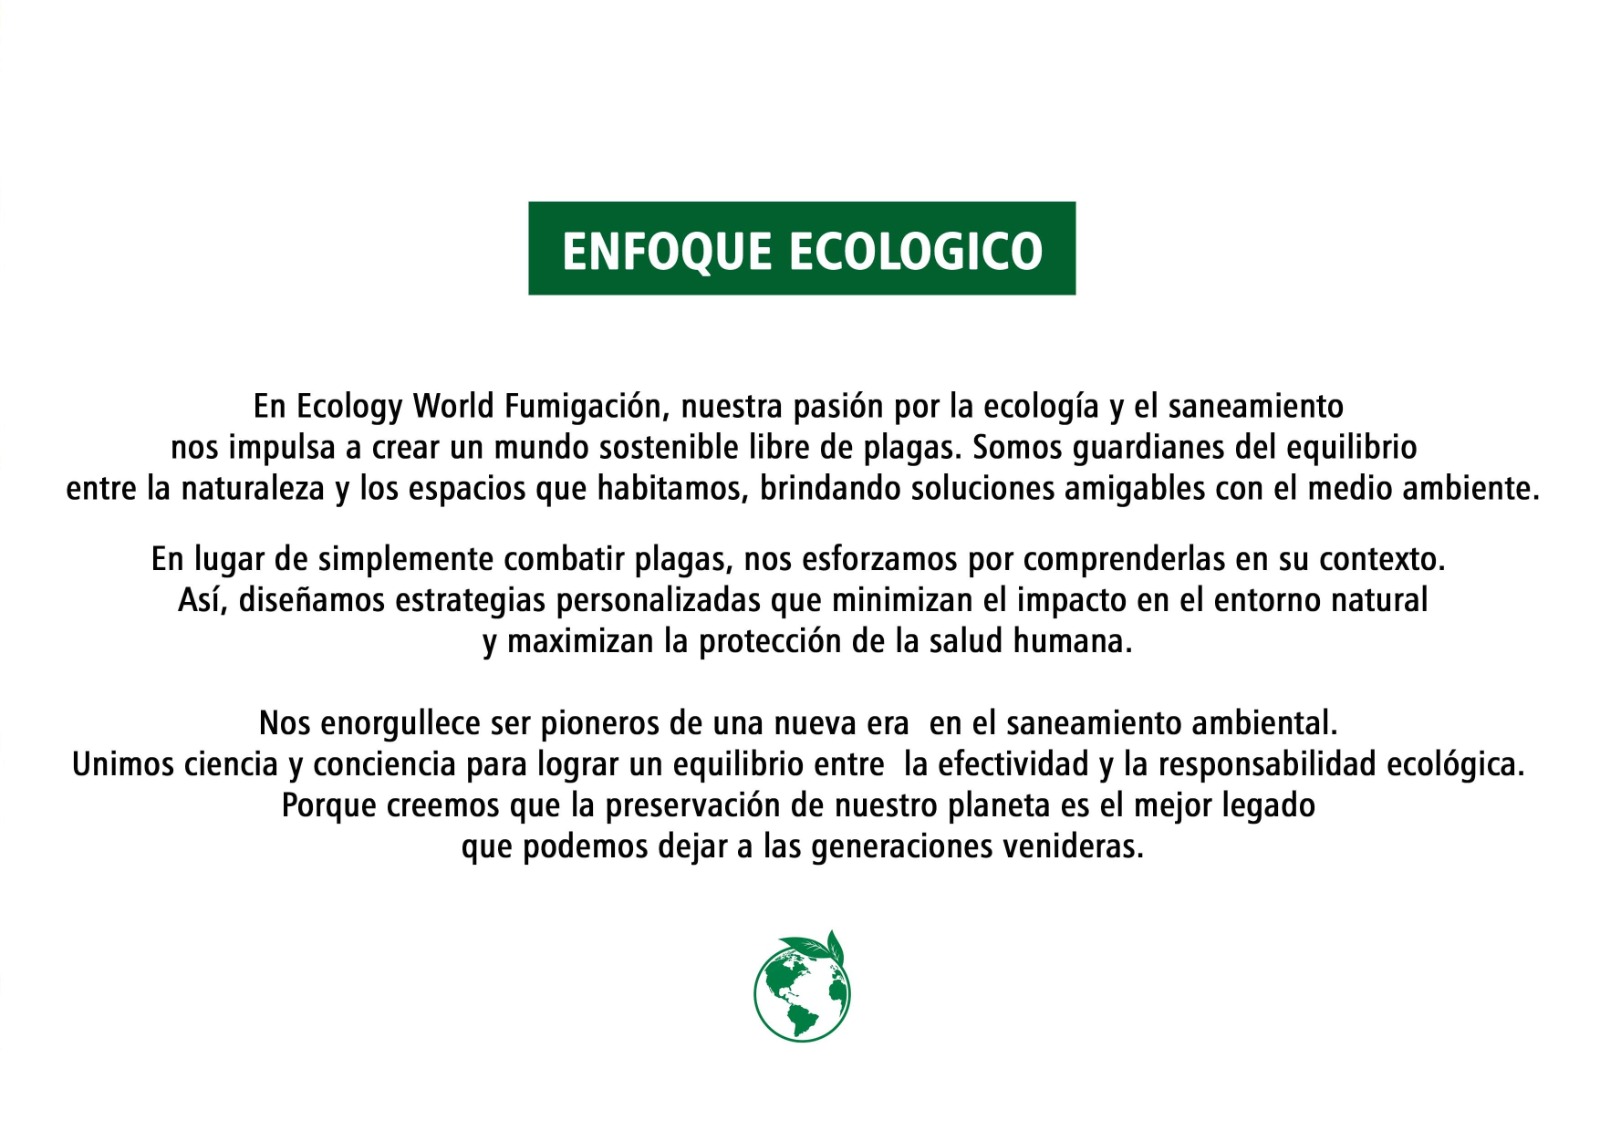 ENFOQUE ECOLOGICO
En Ecology World Fumigación, nuestra pasión por la ecología y el saneamiento
nos impulsa a crear un mundo sostenible libre de plagas. Somos guardianes del equilibrio
entre la naturaleza y los espacios que habitamos, brindando soluciones amigables con el medio ambiente.
En lugar de simplemente combatir plagas, nos esforzamos por comprenderlas en su contexto.
Así, diseñamos estrategias personalizadas que minimizan el impacto en el entorno natural
y maximizan la protección de la salud humana.
Nos enorgullece ser pioneros de una nueva era  en el saneamiento ambiental.
Unimos ciencia y conciencia para lograr un equilibrio entre  la efectividad y la responsabilidad ecológica.
Porque creemos que la preservación de nuestro planeta es el mejor legado
que podemos dejar a las generaciones venideras.